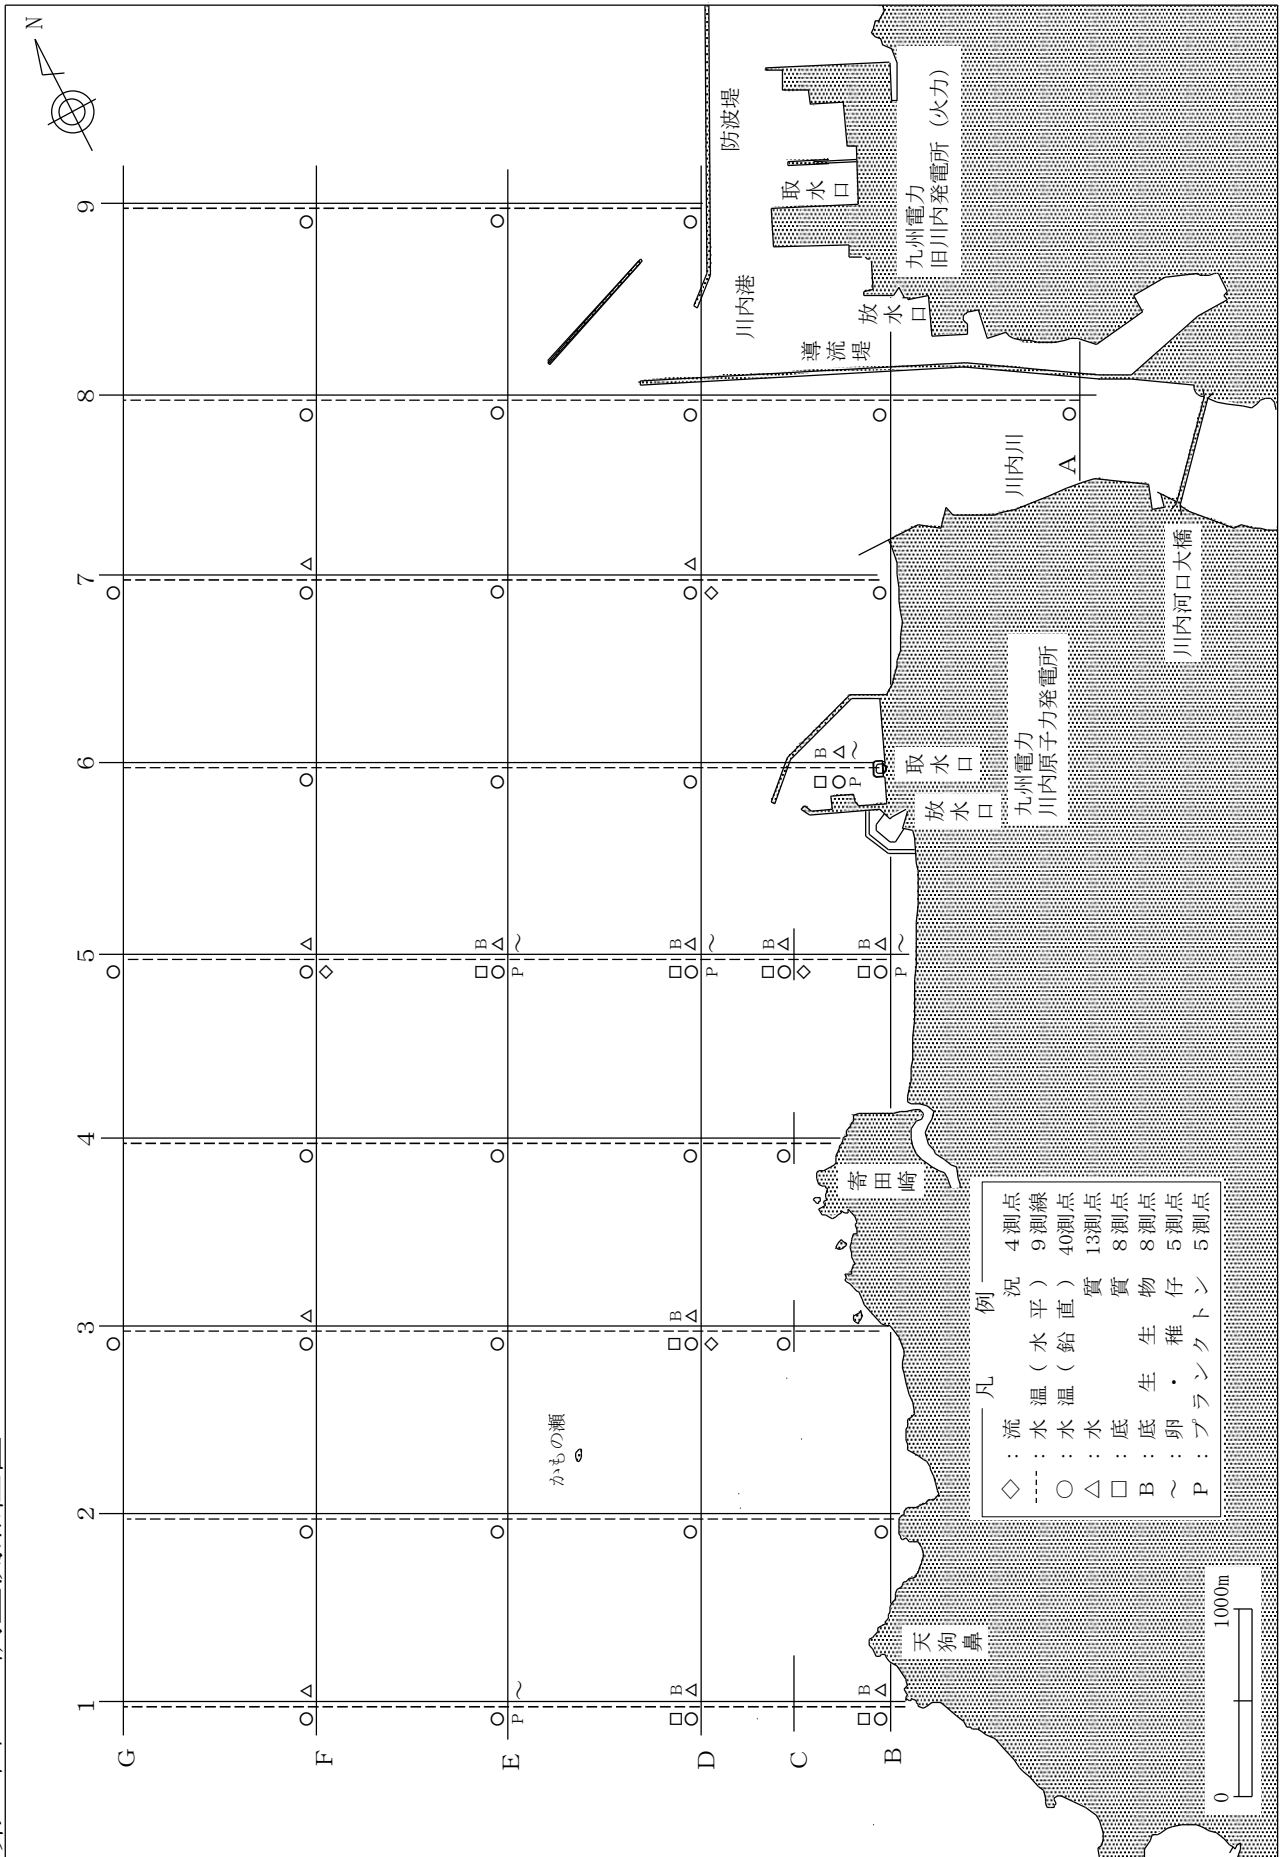 N
9
8
7
6
5
4
3
2
1
G
F
E
D
C
B
A
防波堤
取水口
九州電力
旧川内発電所（火力）
川内港
放水口
導流堤
川内川
川内河口大橋
B
△
〜
□
○
P
取水口
放水口
九州電力
川内原子力発電所
寄田崎
かもの瀬
天狗鼻
凡例
◇：流況 4測点
----：水温（水平） 9測線
○：水温（鉛直） 40測点
△：水質 13測点
□：底質 8測点
B：底生生物 8測点
〜：卵・稚仔 5測点
P：プランクトン 5測点
0 1000m